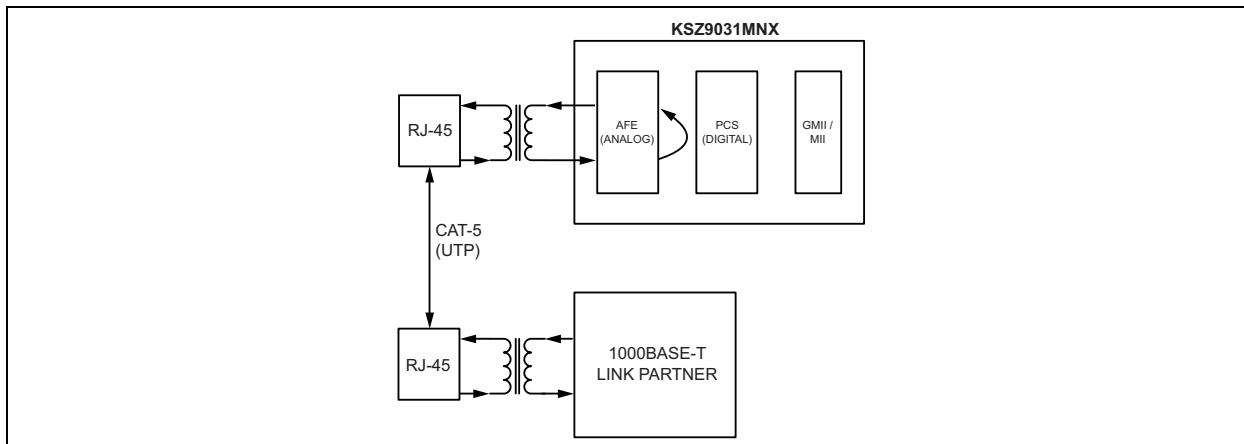 KSZ9031MNX
RJ-45
AFE
(ANALOG)
PCS
(DIGITAL)
GMII /
MII
CAT-5
(UTP)
RJ-45
1000BASE-T
LINK PARTNER